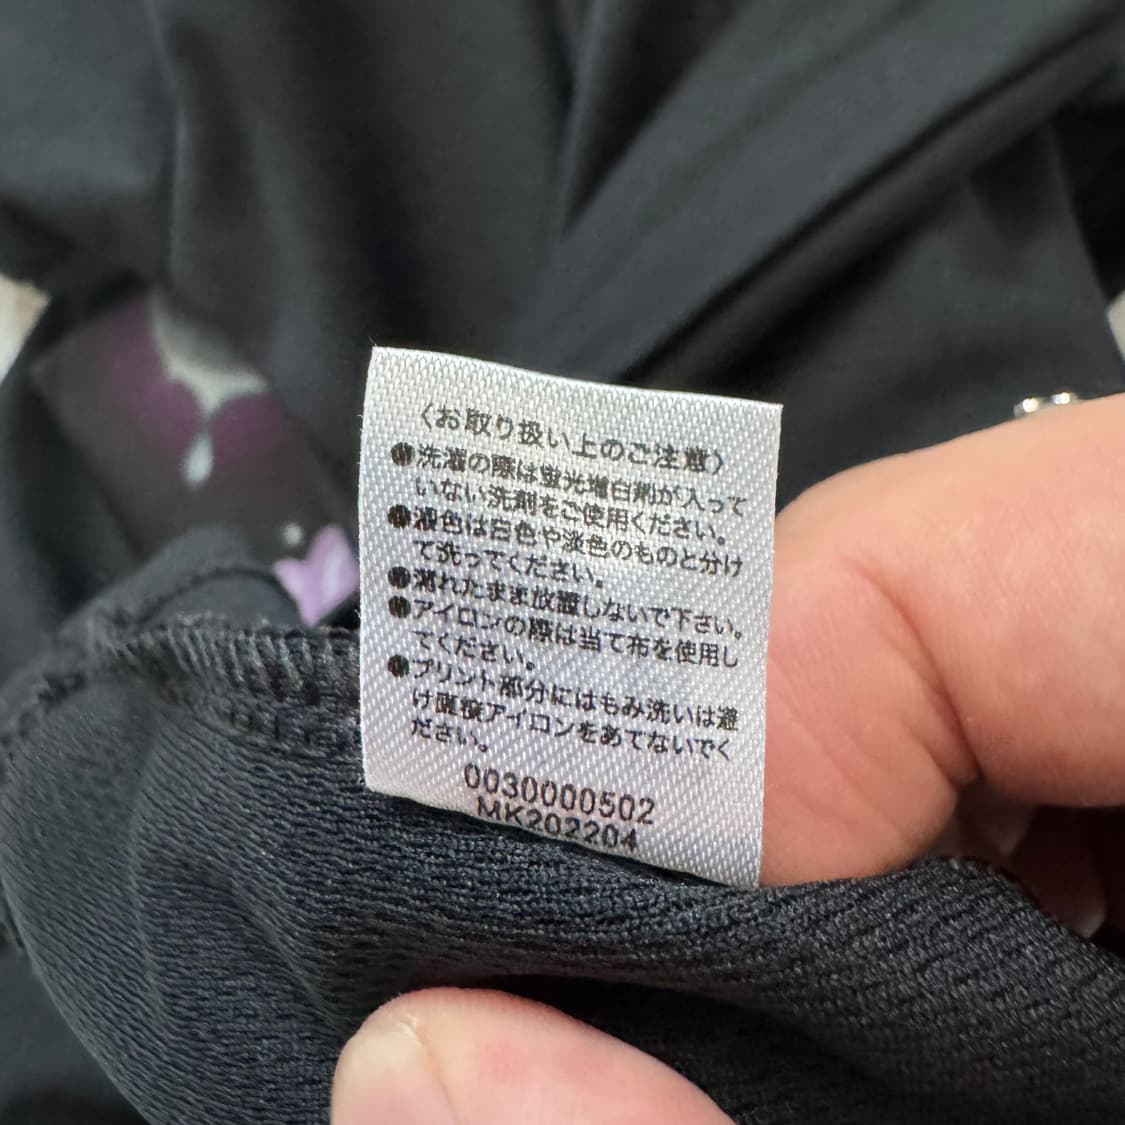 〈お取り扱い上のご注意〉
●洗濯の際は蛍光増白剤が入って
いない洗剤をご使用ください。
●濃色は白色や淡色のものと分け
て洗ってください。
●濡れたまま放置しないで下さい。
●アイロンの際は当て布を使用し
てください。
●プリント部分にはもみ洗いは避
け直接アイロンをあてないでく
ださい。
0030000502
MK202204